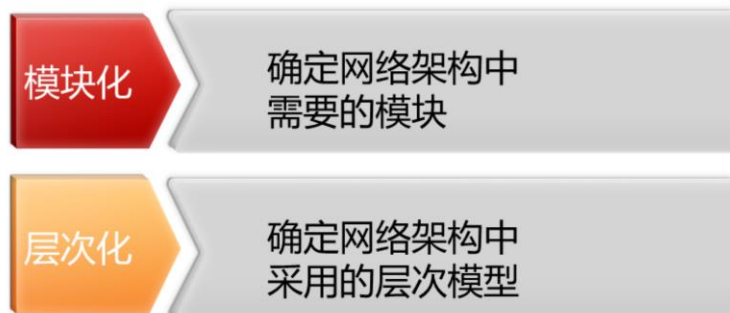 模块化
确定网络架构中
需要的模块
层次化
确定网络架构中
采用的层次模型